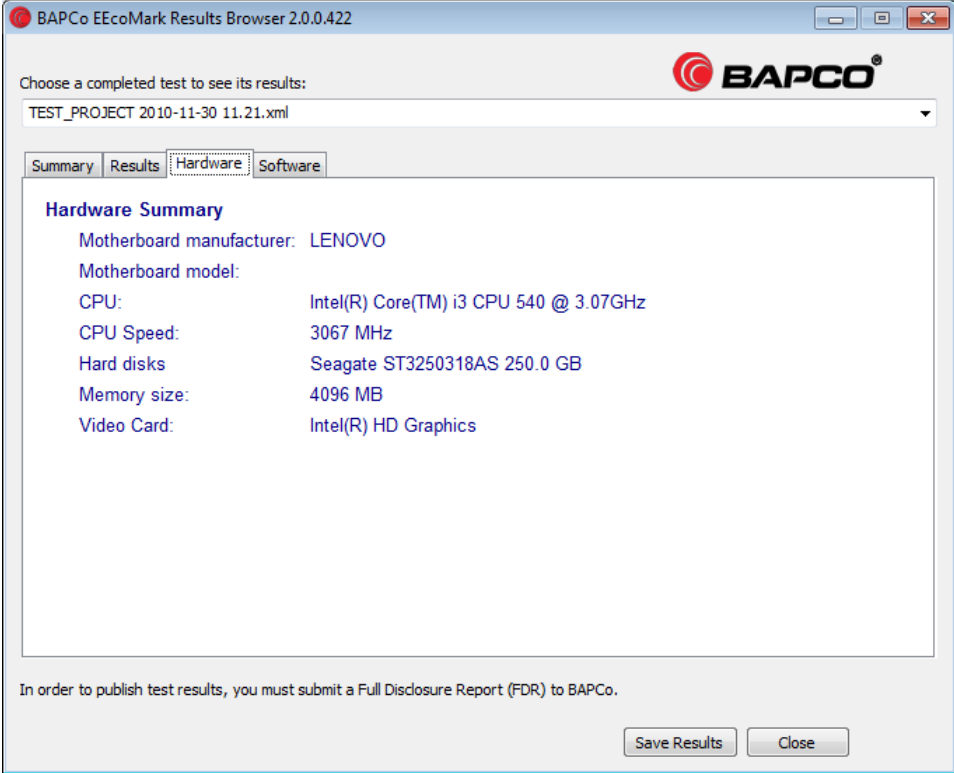 BAPCo EEcoMark Results Browser 2.0.0.422
BAPCO®
Choose a completed test to see its results:
TEST_PROJECT 2010-11-30 11.21.xml
Summary Results Hardware Software
Hardware Summary
Motherboard manufacturer: LENOVO
Motherboard model:
CPU: Intel(R) Core(TM) i3 CPU 540 @ 3.07GHz
CPU Speed: 3067 MHz
Hard disks Seagate ST3250318AS 250.0 GB
Memory size: 4096 MB
Video Card: Intel(R) HD Graphics
In order to publish test results, you must submit a Full Disclosure Report (FDR) to BAPCo.
Save Results Close